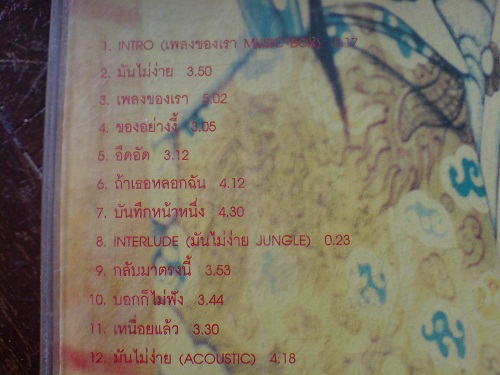 1. INTRO (เพลงของเรา MUSIC BOX) 0.17
2. มันไม่ง่าย 3.50
3. เพลงของเรา 5.02
4. ของอย่างงี้ 3.05
5. อึดอัด 3.12
6. ถ้าเธอหลอกฉัน 4.12
7. บันทึกหน้าหนึ่ง 4.30
8. INTERLUDE (มันไม่ง่าย JUNGLE) 0.23
9. กลับมาตรงนี้ 3.53
10. บอกก็ไม่ฟัง 3.44
11. เหนื่อยแล้ว 3.30
12. มันไม่ง่าย (ACOUSTIC) 4.18